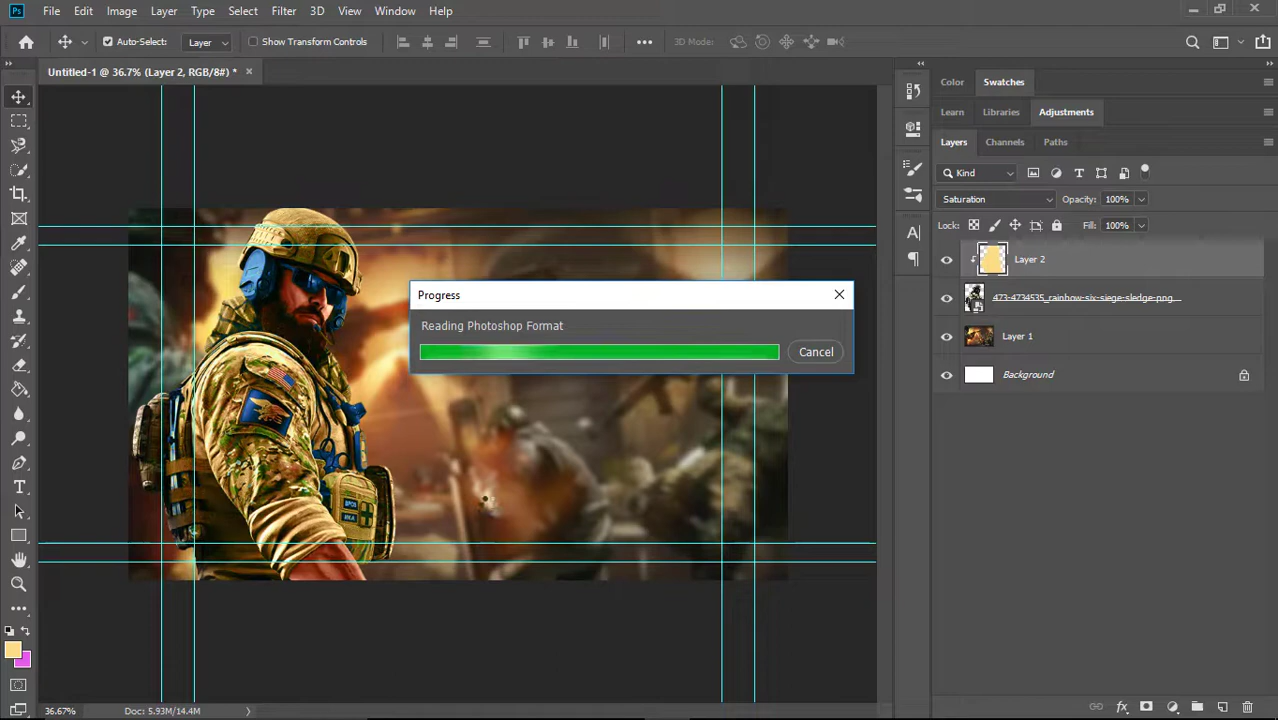 Ps File Edit Image Layer Type Select Filter 3D View Window Help
Auto-Select: Layer Show Transform Controls 3D Mode:
Untitled-1 @ 36.7% (Layer 2, RGB/8#) *
Color Swatches
Learn Libraries Adjustments
Layers Channels Paths
Kind
Saturation Opacity: 100%
Lock: Fill: 100%
Layer 2
473-4734535_rainbow-six-siege-sledge-png,...
Layer 1
Background
Progress
Reading Photoshop Format
Cancel
36.67% Doc: 5.93M/14.4M